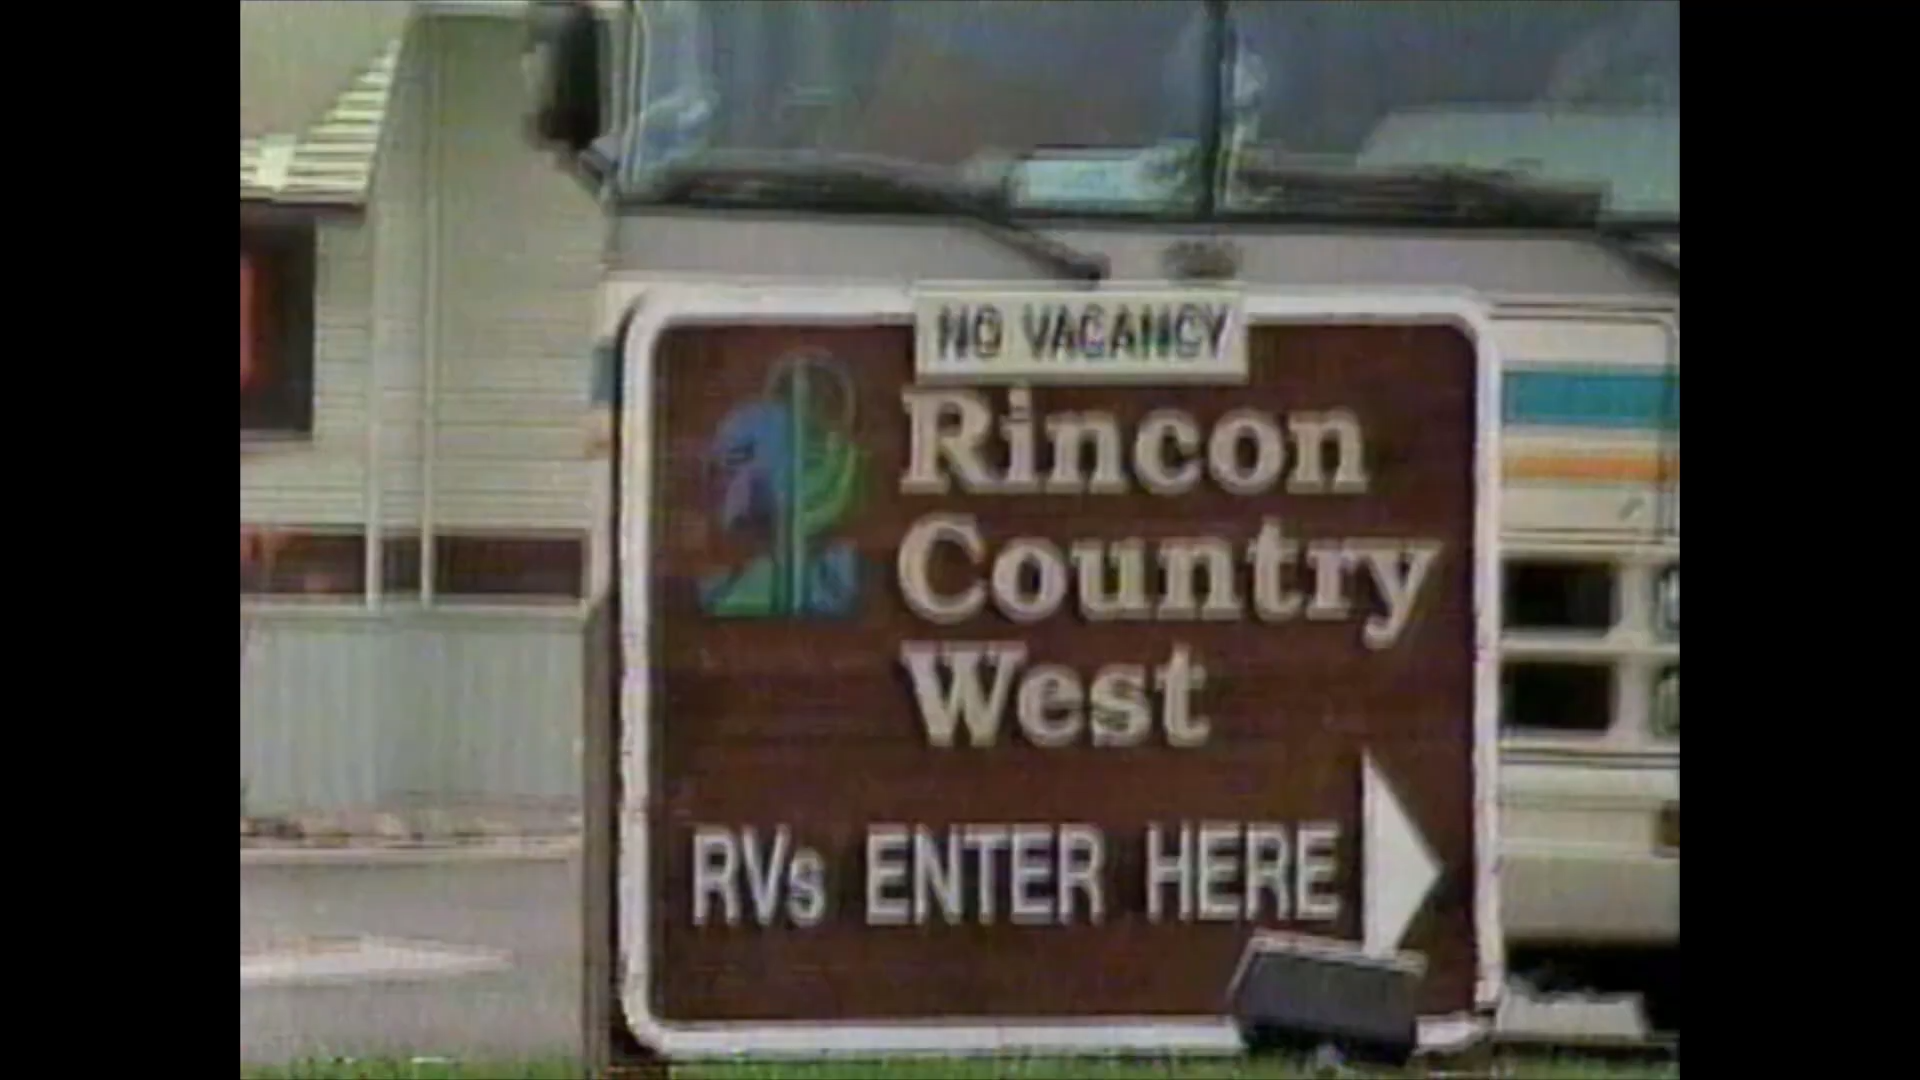 NO VACANCY
Rincon
Country
West
RVs ENTER HERE